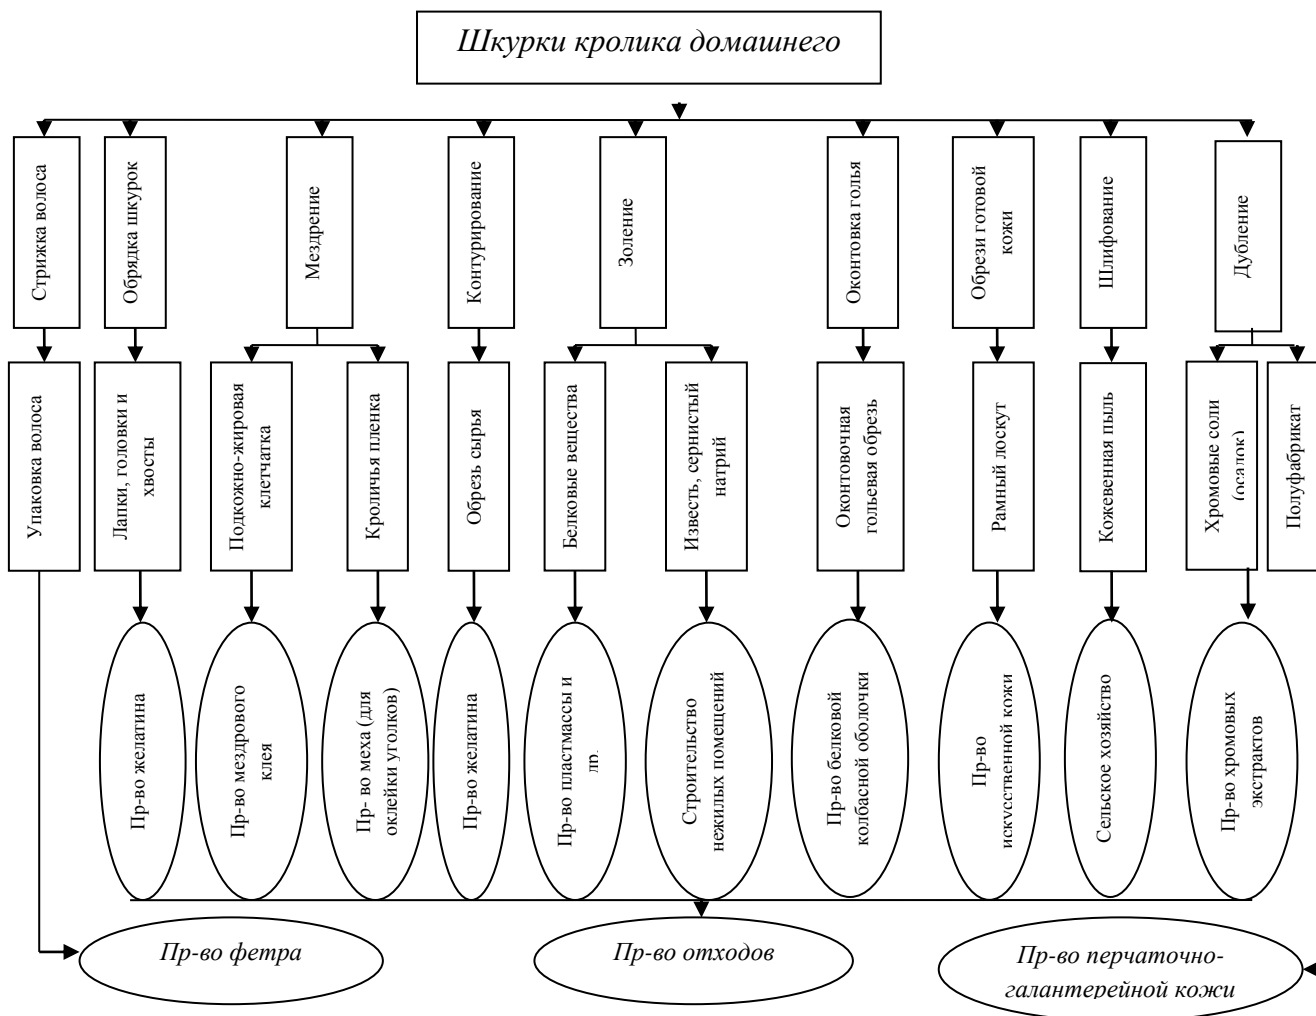 Шкурки кролика домашнего
Стрижка волоса
Обрядка шкурок
Мездрение
Контурирование
Золение
Оконтовка голья
Обрези готовой
кожи
Шлифование
Дубление
Упаковка волоса
Лапки, головки и
хвосты
Подкожно-жировая
клетчатка
Кроличья пленка
Обрезь сырья
Белковые вещества
Известь, сернистый
натрий
Оконтовочная
гольевая обрезь
Рамный лоскут
Кожевенная пыль
Хромовые соли
(осадок)
Полуфабрикат
Пр-во желатина
Пр-во мездрового
клея
Пр- во меха (для
оклейки уголков)
Пр-во желатина
Пр-во пластмассы и
др.
Строительство
нежилых помещений
Пр-во белковой
колбасной оболочки
Пр-во
искусственной кожи
Сельское хозяйство
Пр-во хромовых
экстрактов
Пр-во фетра
Пр-во отходов
Пр-во перчаточно-
галантерейной кожи